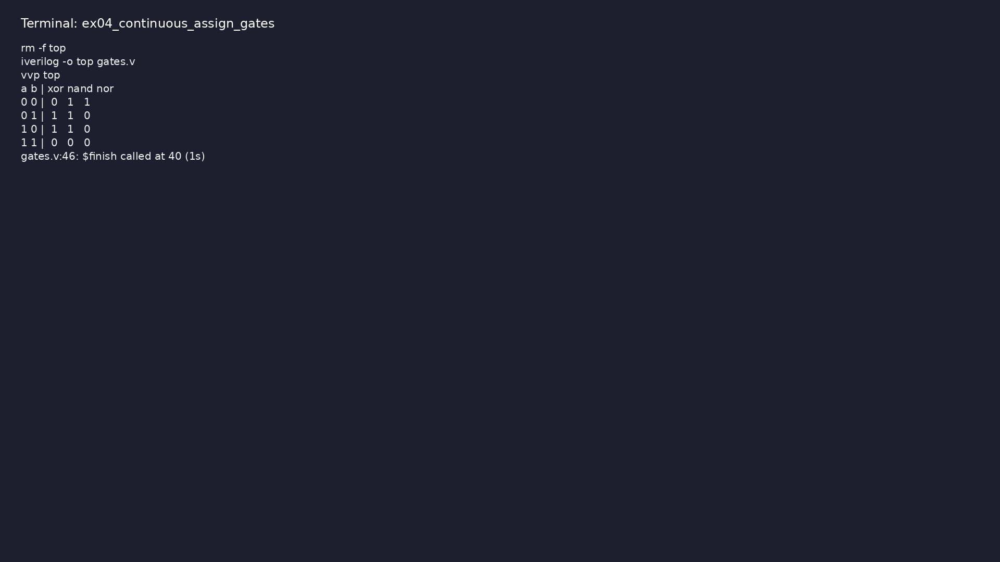 Terminal: ex04_continuous_assign_gates
rm -f top
iverilog -o top gates.v
vvp top
a b | xor nand nor
0 0 |  0   1   1
0 1 |  1   1   0
1 0 |  1   1   0
1 1 |  0   0   0
gates.v:46: $finish called at 40 (1s)